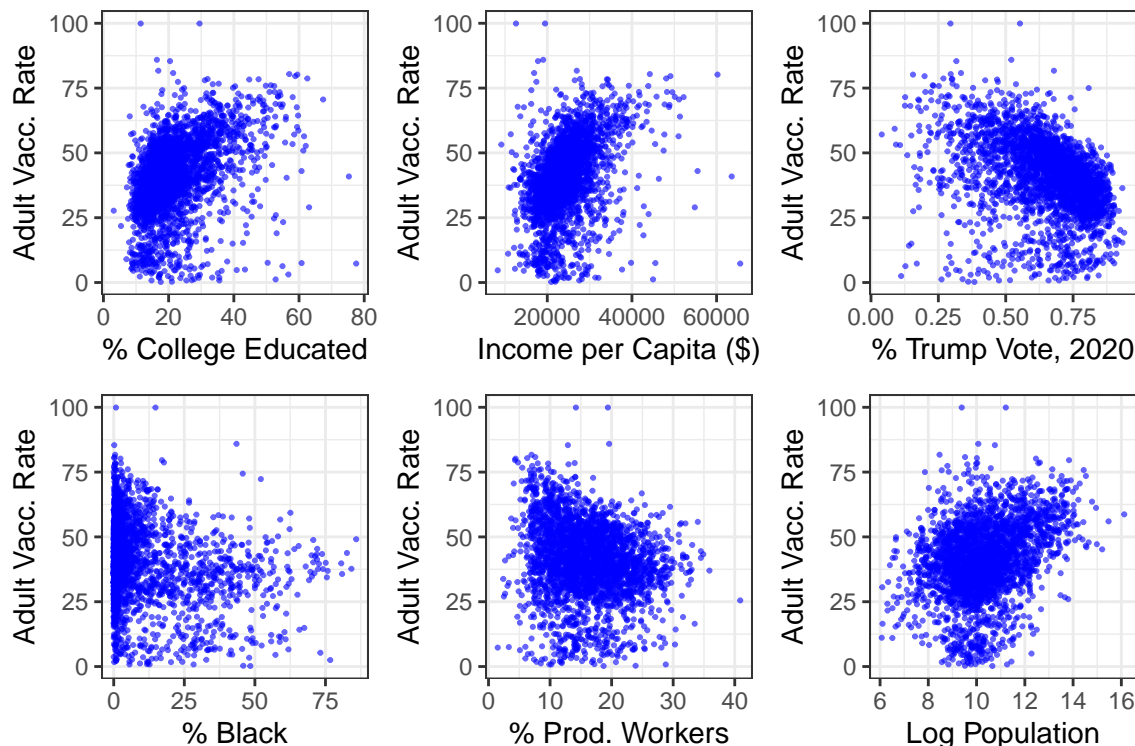 100
75
50
25
0
Adult Vacc. Rate
0 20 40 60 80
% College Educated
100
75
50
25
0
Adult Vacc. Rate
20000 40000 60000
Income per Capita ($)
100
75
50
25
0
Adult Vacc. Rate
0.00 0.25 0.50 0.75
% Trump Vote, 2020
100
75
50
25
0
Adult Vacc. Rate
0 25 50 75
% Black
100
75
50
25
0
Adult Vacc. Rate
0 10 20 30 40
% Prod. Workers
100
75
50
25
0
Adult Vacc. Rate
6 8 10 12 14 16
Log Population